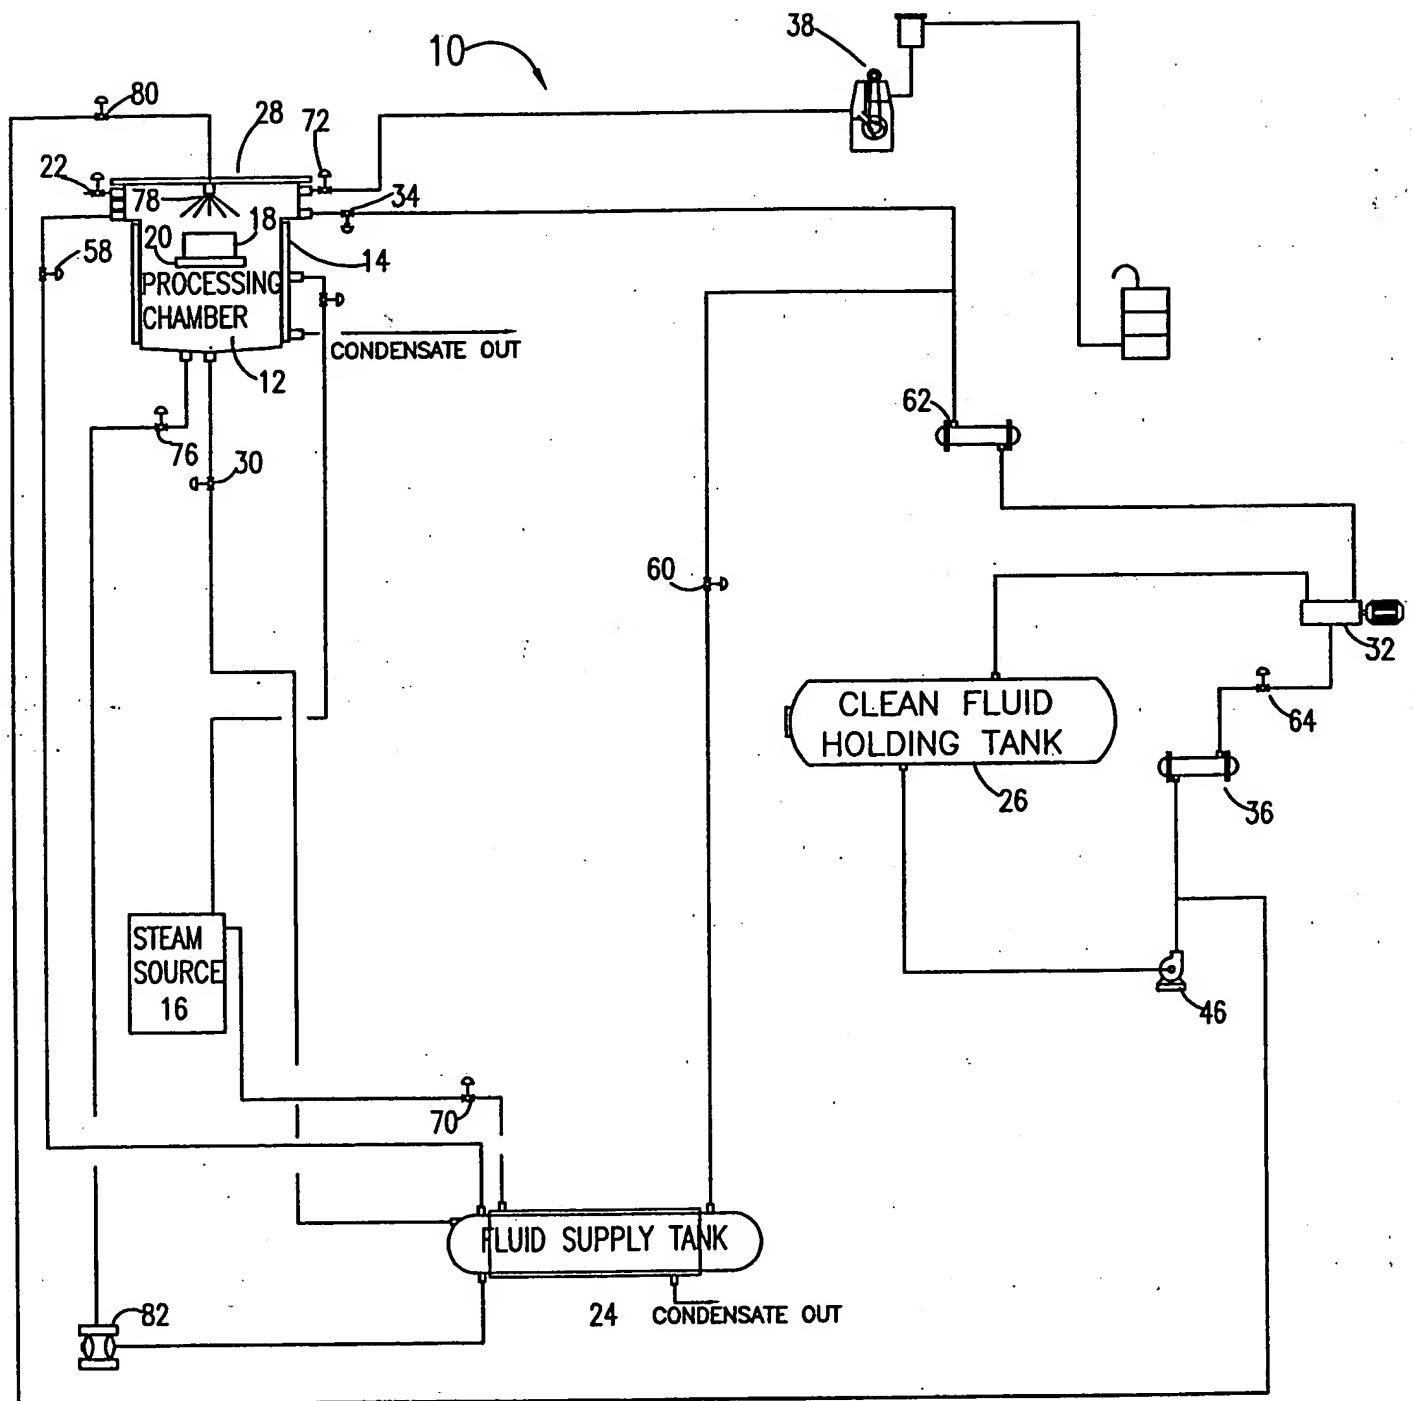 38
10
80
28
72
22
78
34
18
20
58
14
PROCESSING
CHAMBER
CONDENSATE OUT
12
62
76
30
60
32
CLEAN FLUID
HOLDING TANK
64
26
36
STEAM
SOURCE
16
46
70
FLUID SUPPLY TANK
82
24
CONDENSATE OUT